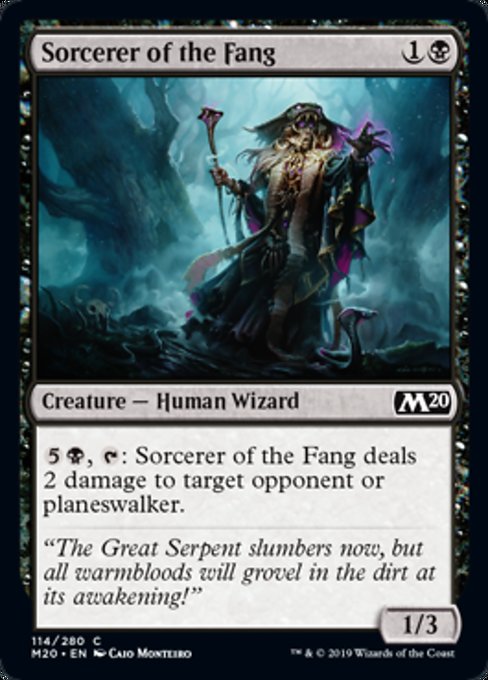 Sorcerer of the Fang 1
Creature — Human Wizard M20
5, : Sorcerer of the Fang deals
2 damage to target opponent or
planeswalker.
“The Great Serpent slumbers now, but
all warmbloods will grovel in the dirt at
its awakening!”
1/3
114/280 C
M20 • EN Caio Monteiro ™ & © 2019 Wizards of the Coast